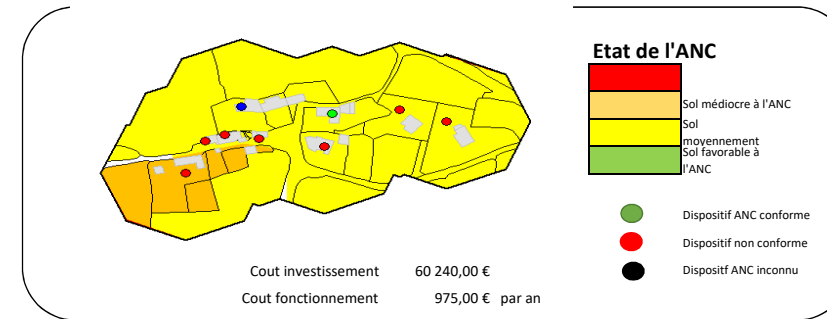 Etat de l'ANC
Sol médiocre à l'ANC
Sol
moyennement
Sol favorable à
l'ANC
Dispositif ANC conforme
Dispositif non conforme
Dispositf ANC inconnu
Cout investissement 60 240,00 €
Cout fonctionnement 975,00 € par an